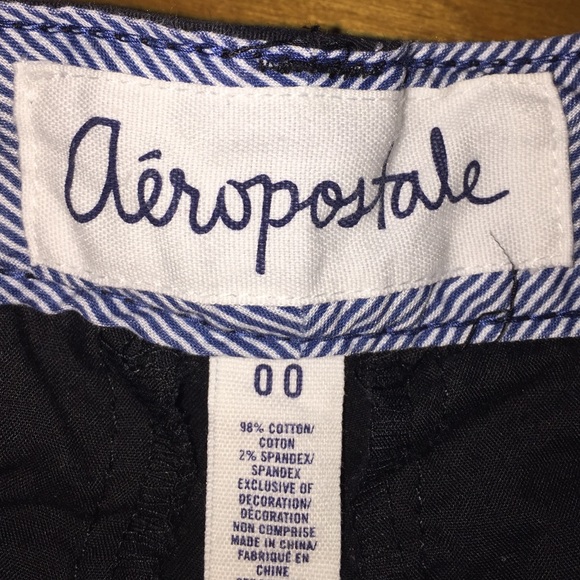 aéropostale
00
98% COTTON/
COTON
2% SPANDEX/
SPANDEX
EXCLUSIVE OF
DECORATION/
DÉCORATION
NON COMPRISE
MADE IN CHINA/
FABRIQUÉ EN
CHINE